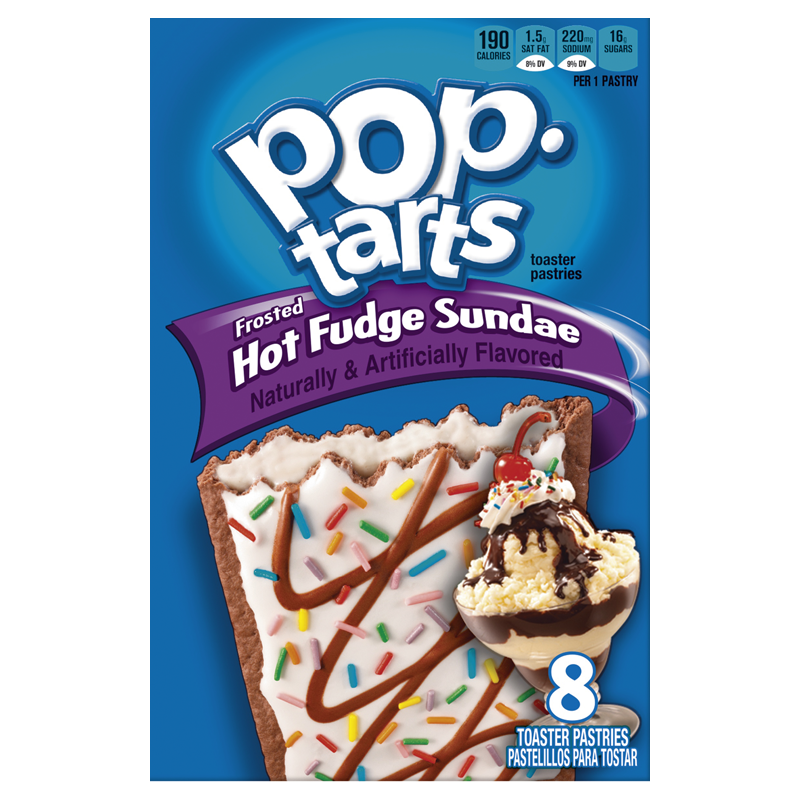 190 CALORIES
1.5g SAT FAT 8% DV
220mg SODIUM 9% DV
16g SUGARS
PER 1 PASTRY
pop.
tarts
toaster
pastries
Frosted
Hot Fudge Sundae
Naturally & Artificially Flavored
8
TOASTER PASTRIES
PASTELILLOS PARA TOSTAR